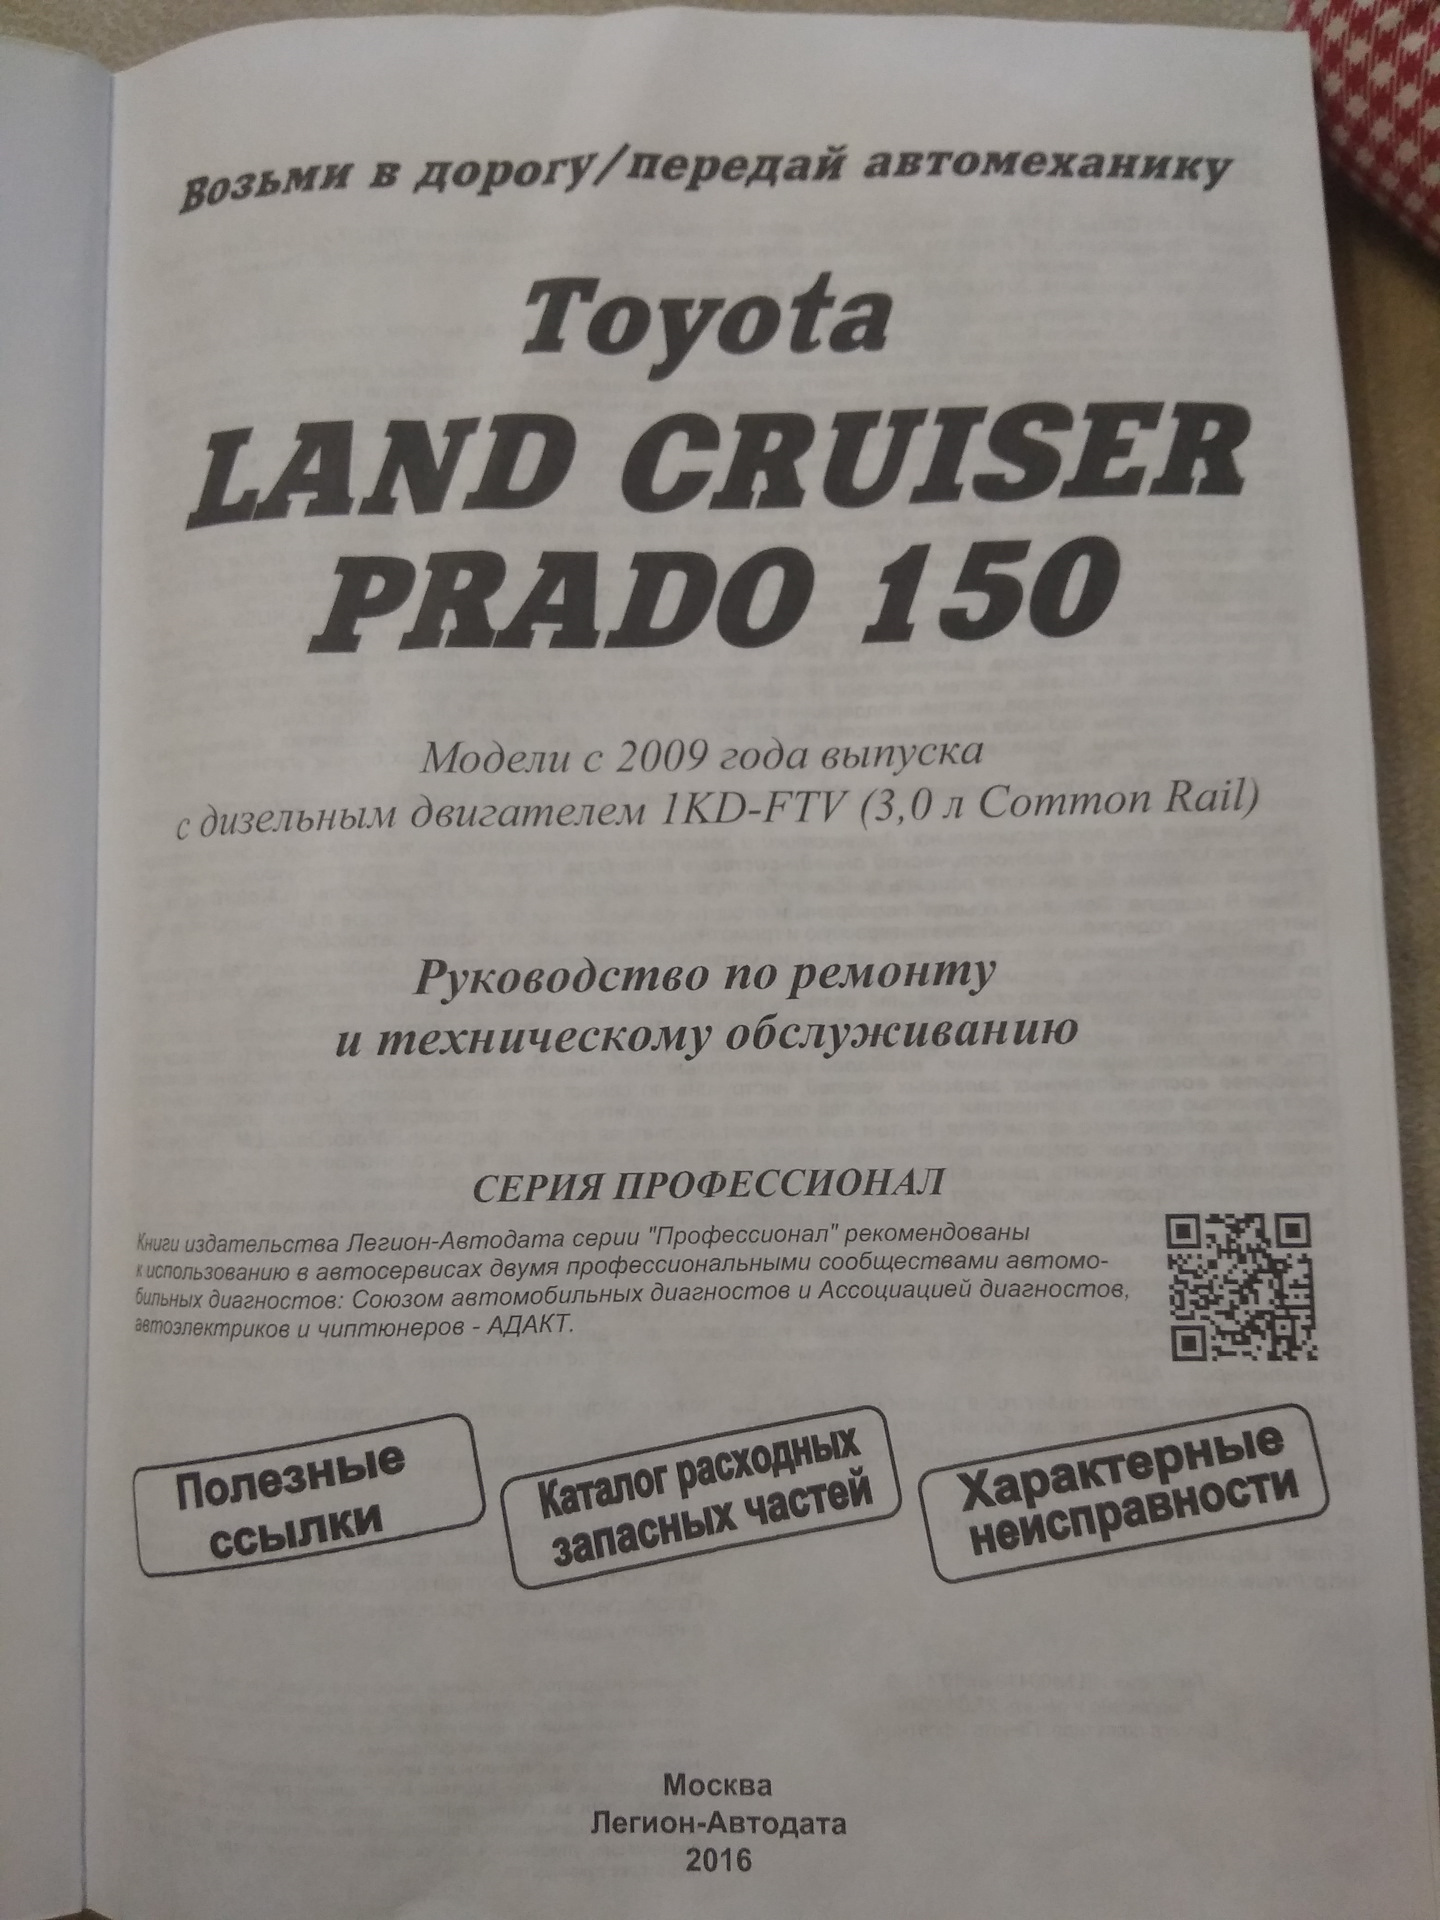 Возьми в дорогу/передай автомеханику
Toyota
LAND CRUISER
PRADO 150
Модели с 2009 года выпуска
с дизельным двигателем 1KD-FTV (3,0 л Common Rail)
Руководство по ремонту
и техническому обслуживанию
СЕРИЯ ПРОФЕССИОНАЛ
Книги издательства Легион-Автодата серии "Профессионал" рекомендованы
к использованию в автосервисах двумя профессиональными сообществами автомо-
бильных диагностов: Союзом автомобильных диагностов и Ассоциацией диагностов,
автоэлектриков и чиптюнеров - АДАКТ.
Полезные
ссылки
Каталог расходных
запасных частей
Характерные
неисправности
Москва
Легион-Автодата
2016